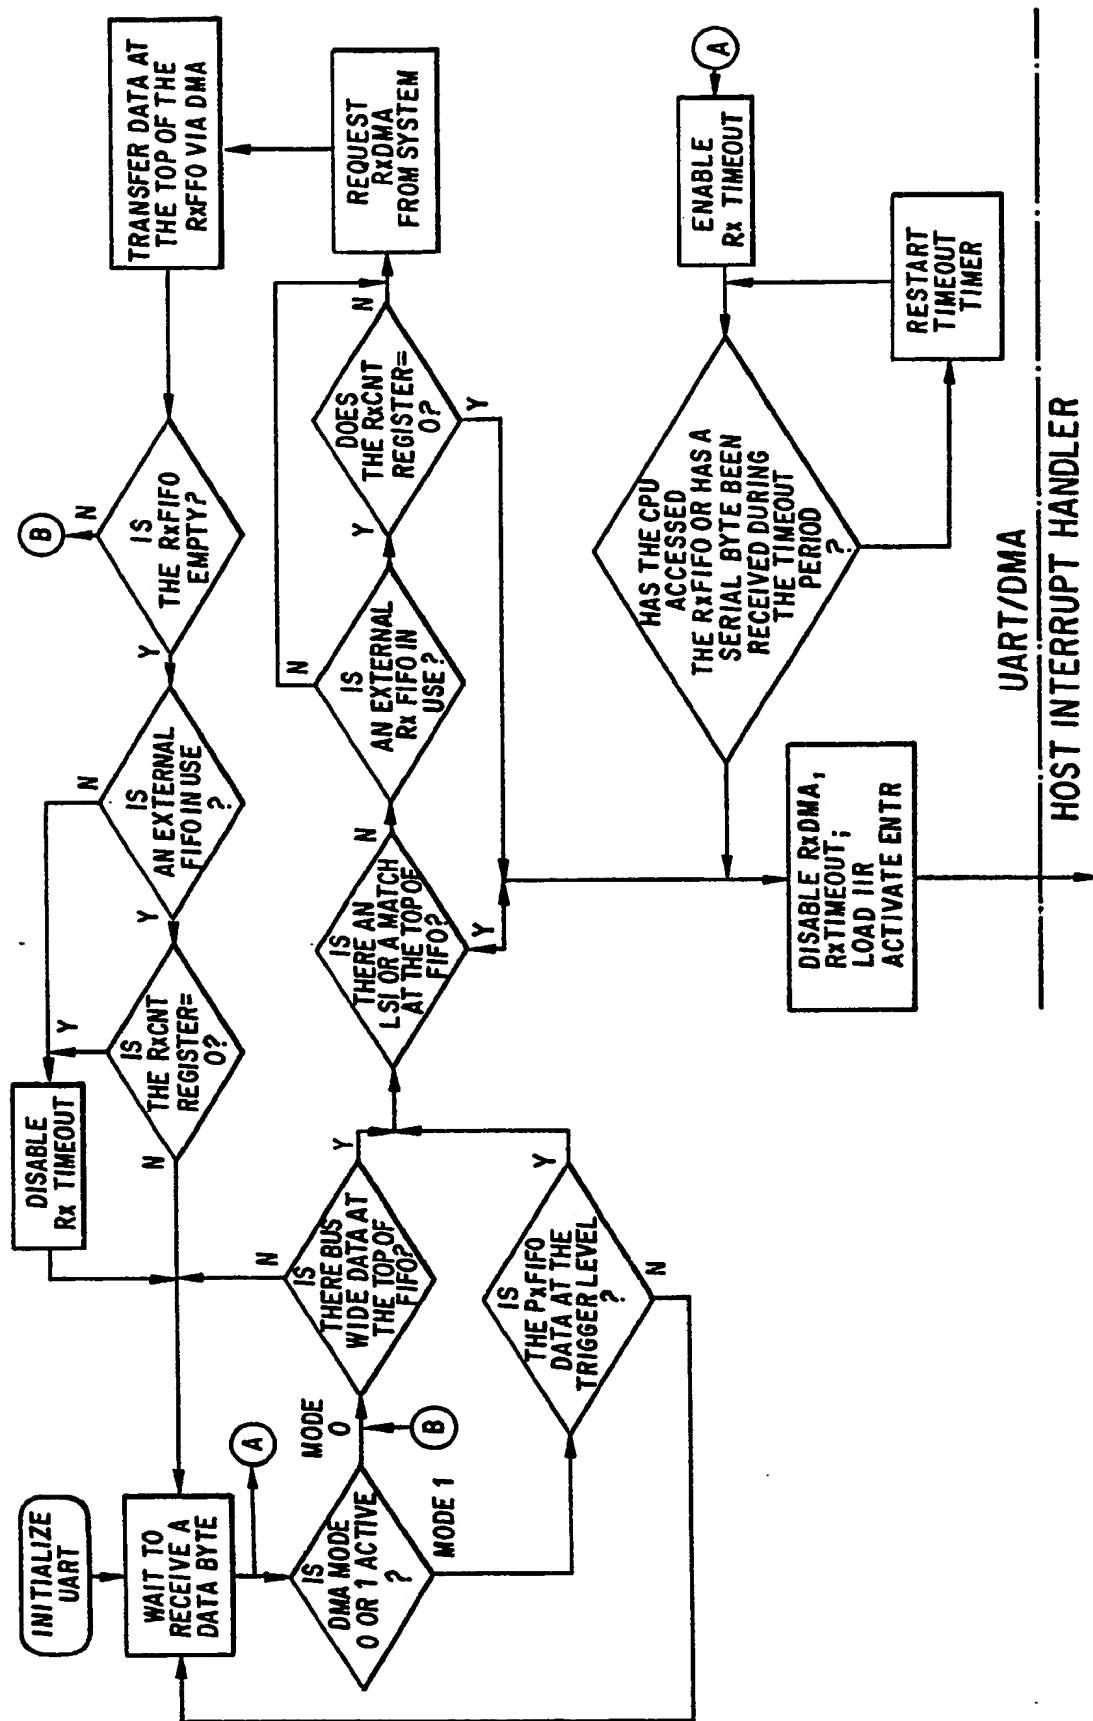 INITIALIZE
UART
WAIT TO
RECEIVE A
DATA BYTE
A
IS
DMA MODE
0 OR 1 ACTIVE
?
MODE
0
B
MODE 1
DISABLE
Rx TIMEOUT
IS
THE RxCNT
REGISTER=
0?
Y
N
IS
AN EXTERNAL
FIFO IN USE
?
Y
N
IS
THE RxFIFO
EMPTY?
Y
N
B
TRANSFER DATA AT
THE TOP OF THE
RxFFO VIA DMA
IS
THERE BUS
WIDE DATA AT
THE TOP OF
FIFO?
N
Y
IS
THE PxFIFO
DATA AT THE
TRIGGER LEVEL
?
Y
N
IS
THERE AN
LSI OR A MATCH
AT THE TOP OF
FIFO?
N
Y
IS
AN EXTERNAL
Rx FIFO IN
USE?
N
Y
DOES
THE RxCNT
REGISTER=
0?
N
Y
REQUEST
RxDMA
FROM SYSTEM
A
ENABLE
Rx TIMEOUT
HAS THE CPU
ACCESSED
THE RxFIFO OR HAS A
SERIAL BYTE BEEN
RECEIVED DURING
THE TIMEOUT
PERIOD
?
RESTART
TIMEOUT
TIMER
DISABLE RxDMA,
RxTIMEOUT;
LOAD IIR
ACTIVATE ENTR
UART/DMA
HOST INTERRUPT HANDLER